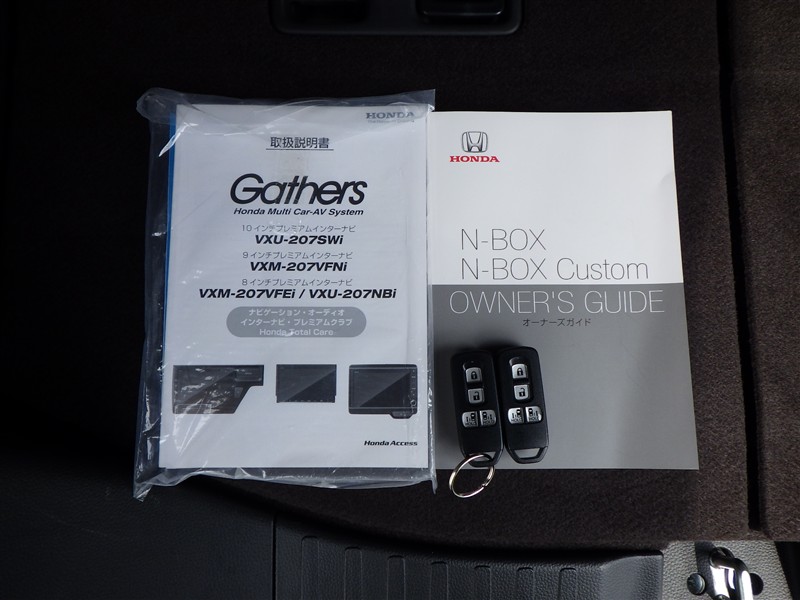 HONDA
取扱説明書
Gathers
Honda Multi Car-AV System
10インチプレミアムインターナビ
VXU-207SWi
9インチプレミアムインターナビ
VXM-207VFNi
8インチプレミアムインターナビ
VXM-207VFEi / VXU-207NBi
ナビゲーション・オーディオ
インターナビ・プレミアムクラブ
Honda Total Care
Honda Access
HONDA
N-BOX
N-BOX Custom
OWNER'S GUIDE
オーナーズガイド